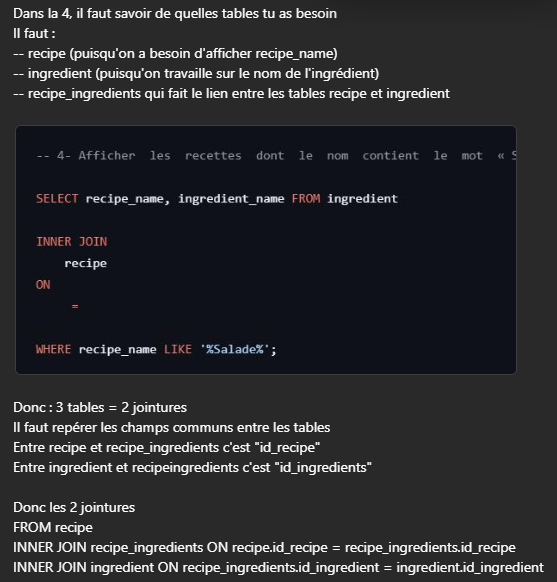 Dans la 4, il faut savoir de quelles tables tu as besoin
Il faut :
-- recipe (puisqu'on a besoin d'afficher recipe_name)
-- ingredient (puisqu'on travaille sur le nom de l'ingrédient)
-- recipe_ingredients qui fait le lien entre les tables recipe et ingredient
-- 4- Afficher les recettes dont le nom contient le mot « S
SELECT recipe_name, ingredient_name FROM ingredient
INNER JOIN
recipe
ON
=
WHERE recipe_name LIKE '%Salade%';
Donc : 3 tables = 2 jointures
Il faut repérer les champs communs entre les tables
Entre recipe et recipe_ingredients c'est "id_recipe"
Entre ingredient et recipeingredients c'est "id_ingredients"
Donc les 2 jointures
FROM recipe
INNER JOIN recipe_ingredients ON recipe.id_recipe = recipe_ingredients.id_recipe
INNER JOIN ingredient ON recipe_ingredients.id_ingredient = ingredient.id_ingredient